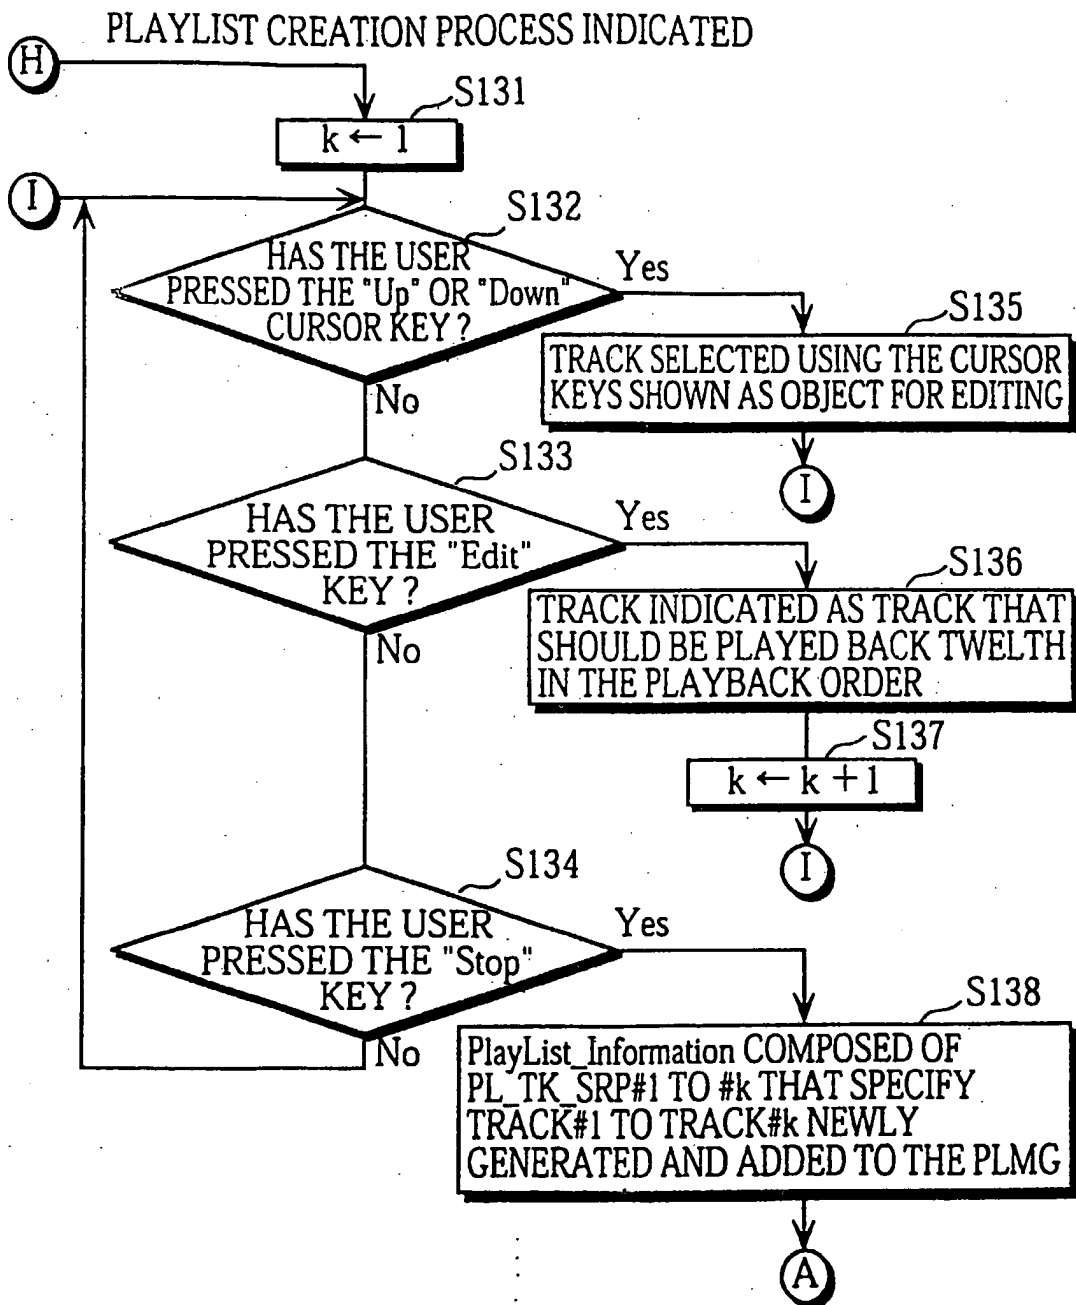 PLAYLIST CREATION PROCESS INDICATED
H
S131
k ← 1
I
S132
HAS THE USER
PRESSED THE "Up" OR "Down"
CURSOR KEY ?
Yes
No
S135
TRACK SELECTED USING THE CURSOR
KEYS SHOWN AS OBJECT FOR EDITING
I
S133
HAS THE USER
PRESSED THE "Edit"
KEY ?
Yes
No
S136
TRACK INDICATED AS TRACK THAT
SHOULD BE PLAYED BACK TWELTH
IN THE PLAYBACK ORDER
S137
k ← k + 1
I
S134
HAS THE USER
PRESSED THE "Stop"
KEY ?
Yes
No
S138
PlayList_Information COMPOSED OF
PL_TK_SRP#1 TO #k THAT SPECIFY
TRACK#1 TO TRACK#k NEWLY
GENERATED AND ADDED TO THE PLMG
A